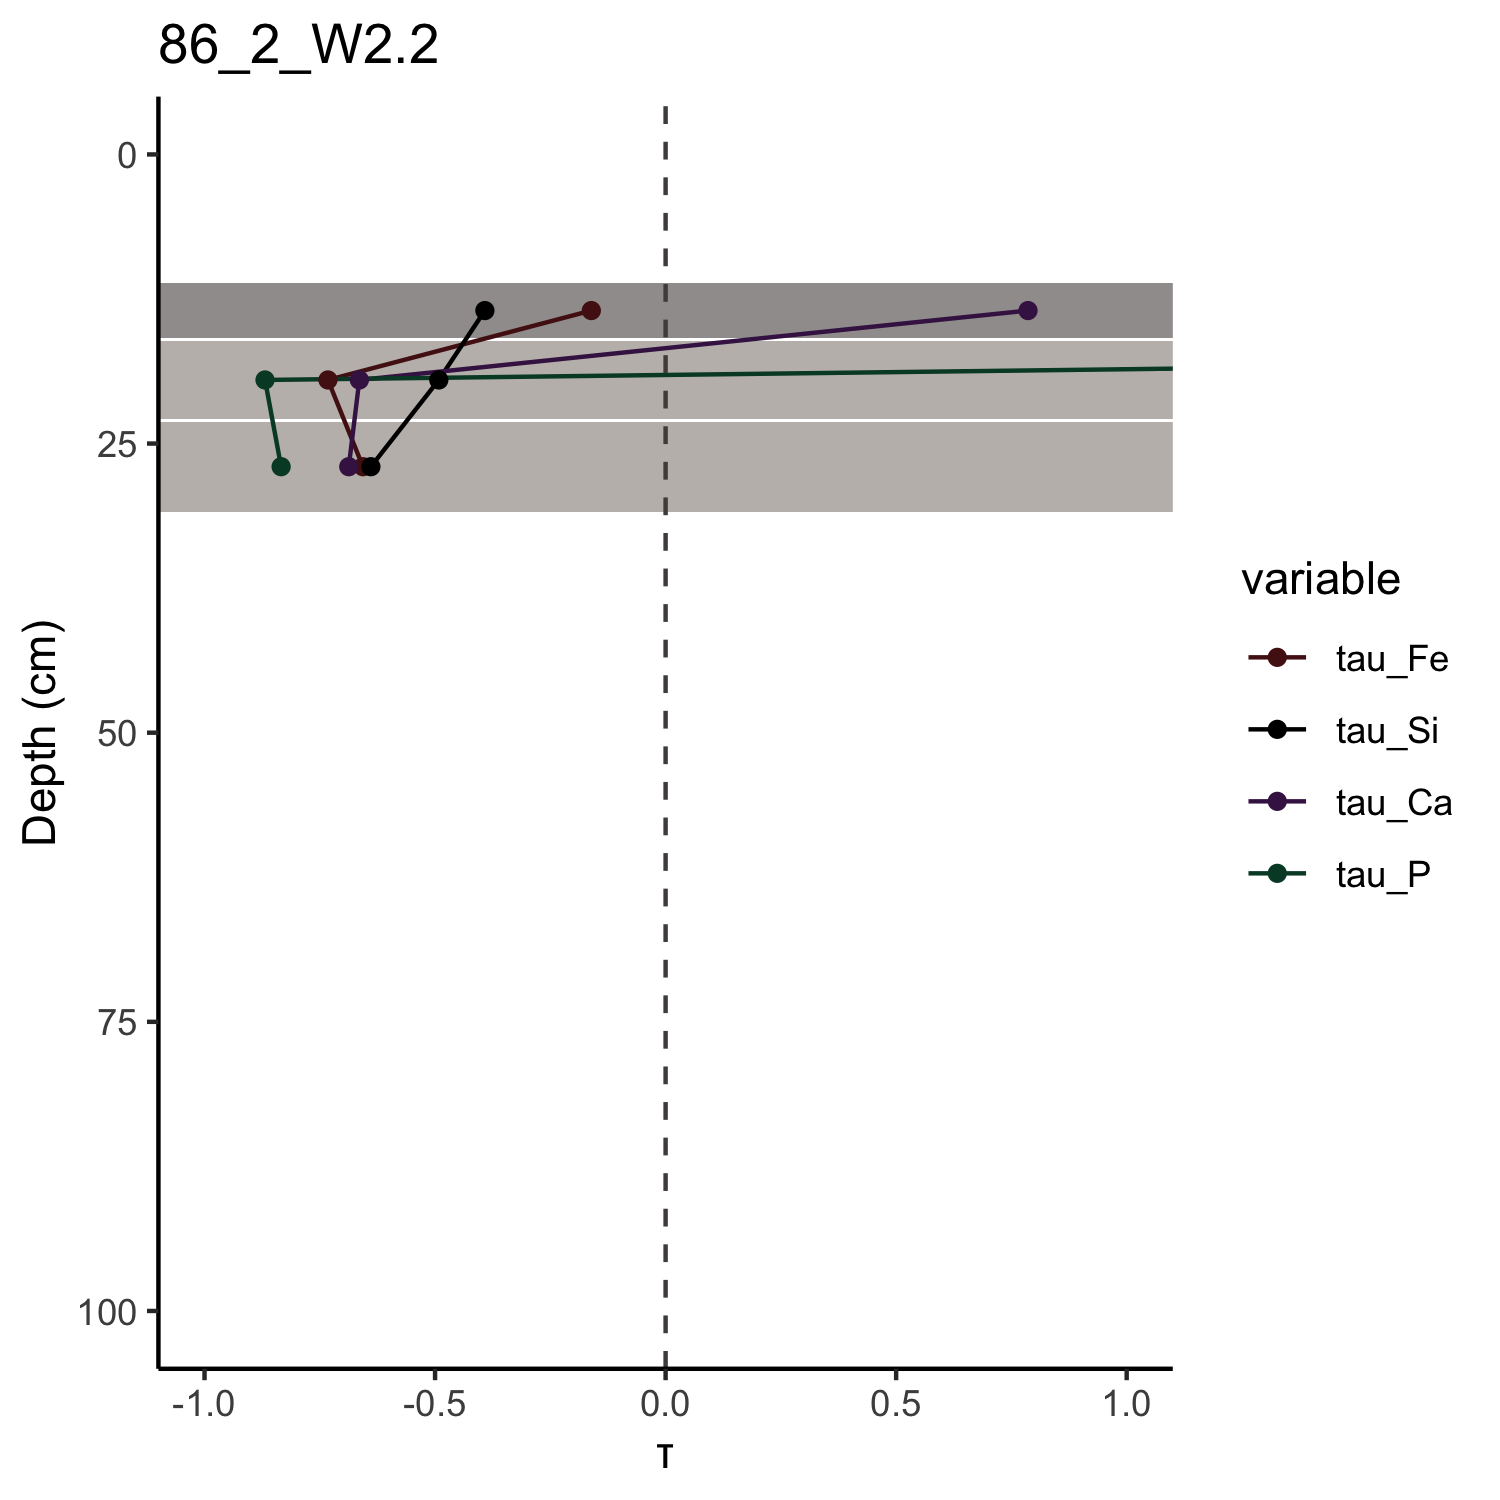 86_2_W2.2
0
25
50
75
100
Depth (cm)
-1.0 -0.5 0.0 0.5 1.0
τ
variable
tau_Fe
tau_Si
tau_Ca
tau_P